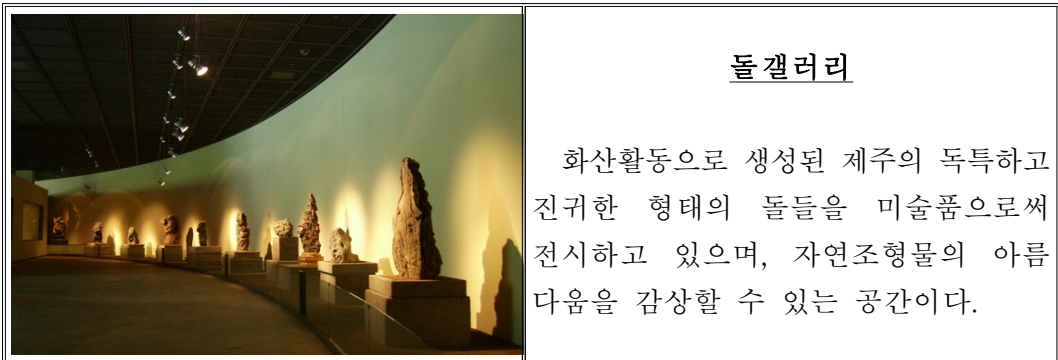 돌갤러리
화산활동으로 생성된 제주의 독특하고
진귀한 형태의 돌들을 미술품으로써
전시하고 있으며, 자연조형물의 아름
다움을 감상할 수 있는 공간이다.